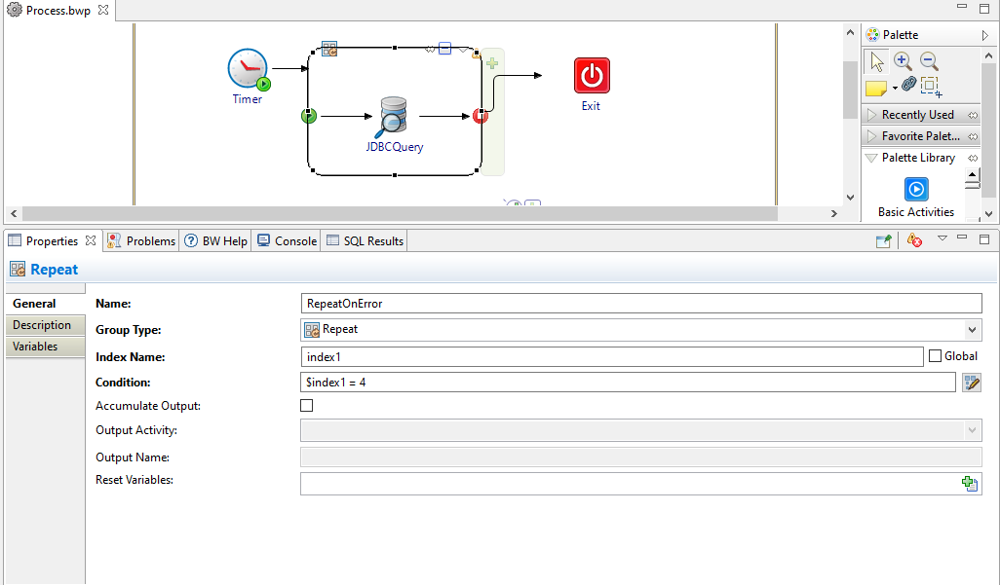 Process.bwp
Palette
Timer
JDBCQuery
Exit
Recently Used
Favorite Palet...
Palette Library
Basic Activities
Properties
Problems
BW Help
Console
SQL Results
Repeat
General
Description
Variables
Name: RepeatOnError
Group Type: Repeat
Index Name: index1 Global
Condition: $index1 = 4
Accumulate Output:
Output Activity:
Output Name:
Reset Variables: